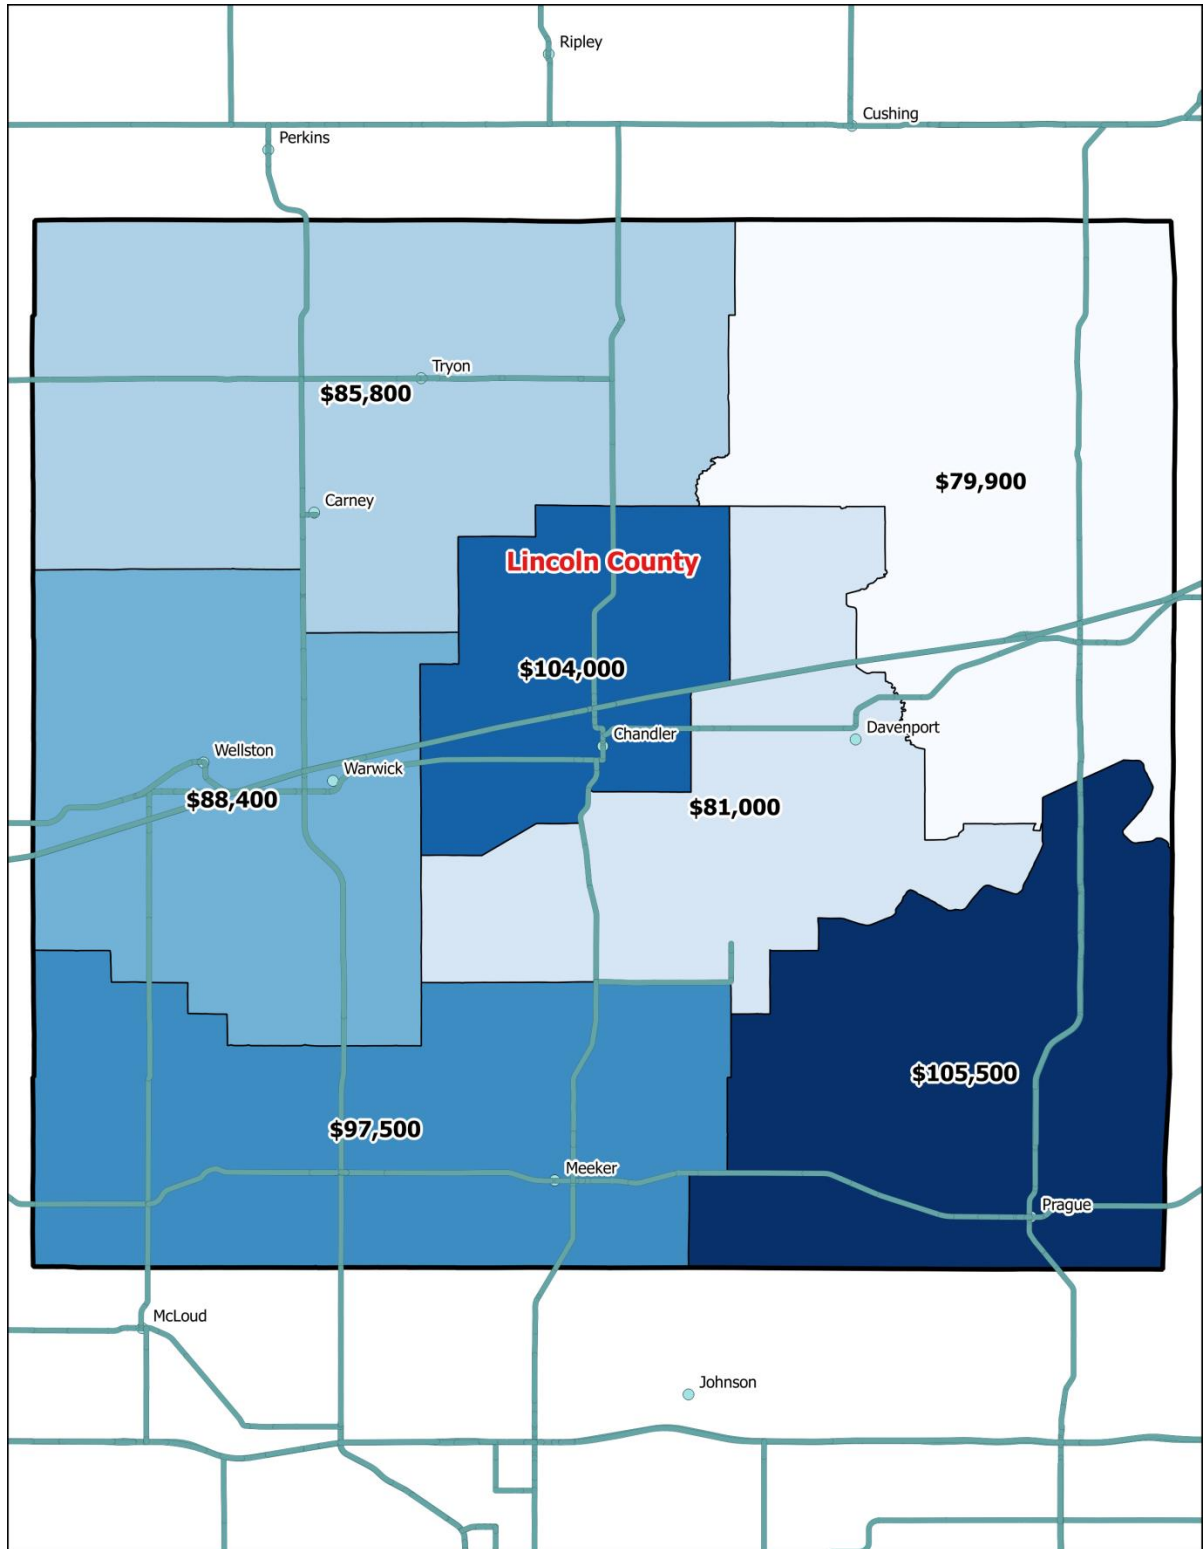 Ripley
Cushing
Perkins
Tryon
$85,800
$79,900
Carney
Lincoln County
$104,000
Chandler
Davenport
Wellston
Warwick
$88,400
$81,000
$105,500
$97,500
Meeker
Prague
McLoud
Johnson